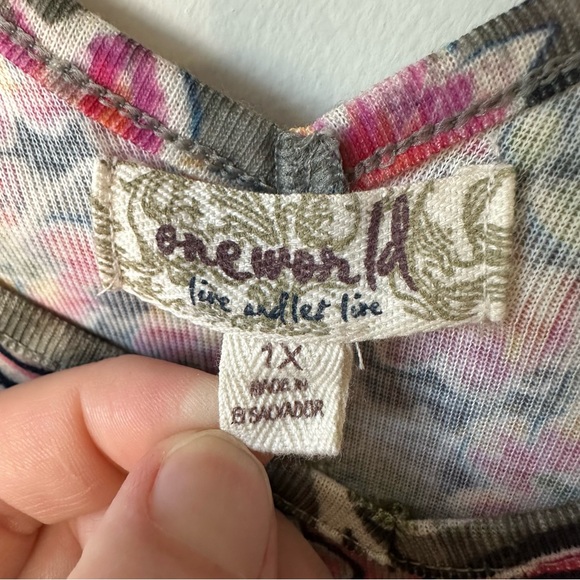 oneworld
live and let live
1X
MADE IN
El SALVADOR